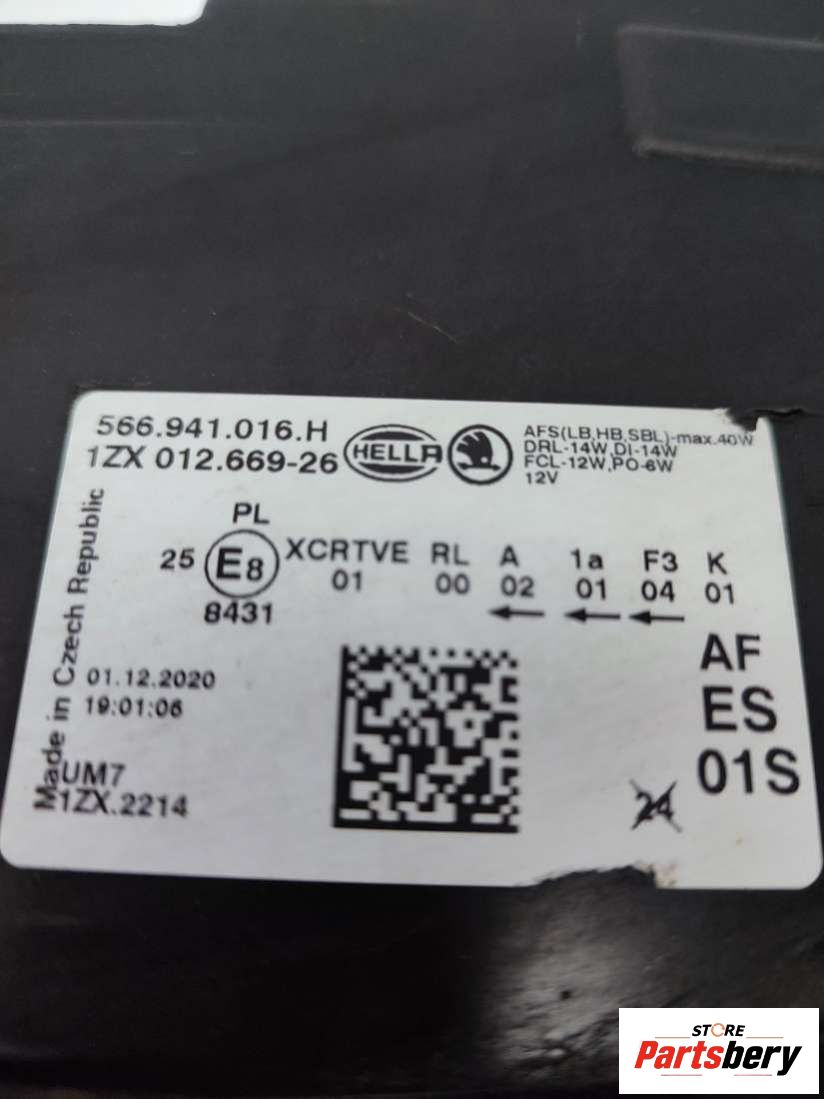 566.941.016.H
1ZX 012.669-26
HELLA
AFS(LB,HB,SBL)-max.40W
DRL-14W,DI-14W
FCL-12W,PO-6W
12V
PL
25 E8 XCRTVE RL A 1a F3 K
8431 01 00 02 01 04 01
Made in Czech Republic
01.12.2020
19:01:06
UM7
1ZX.2214
AF
ES
01S
24
STORE
Partsbery